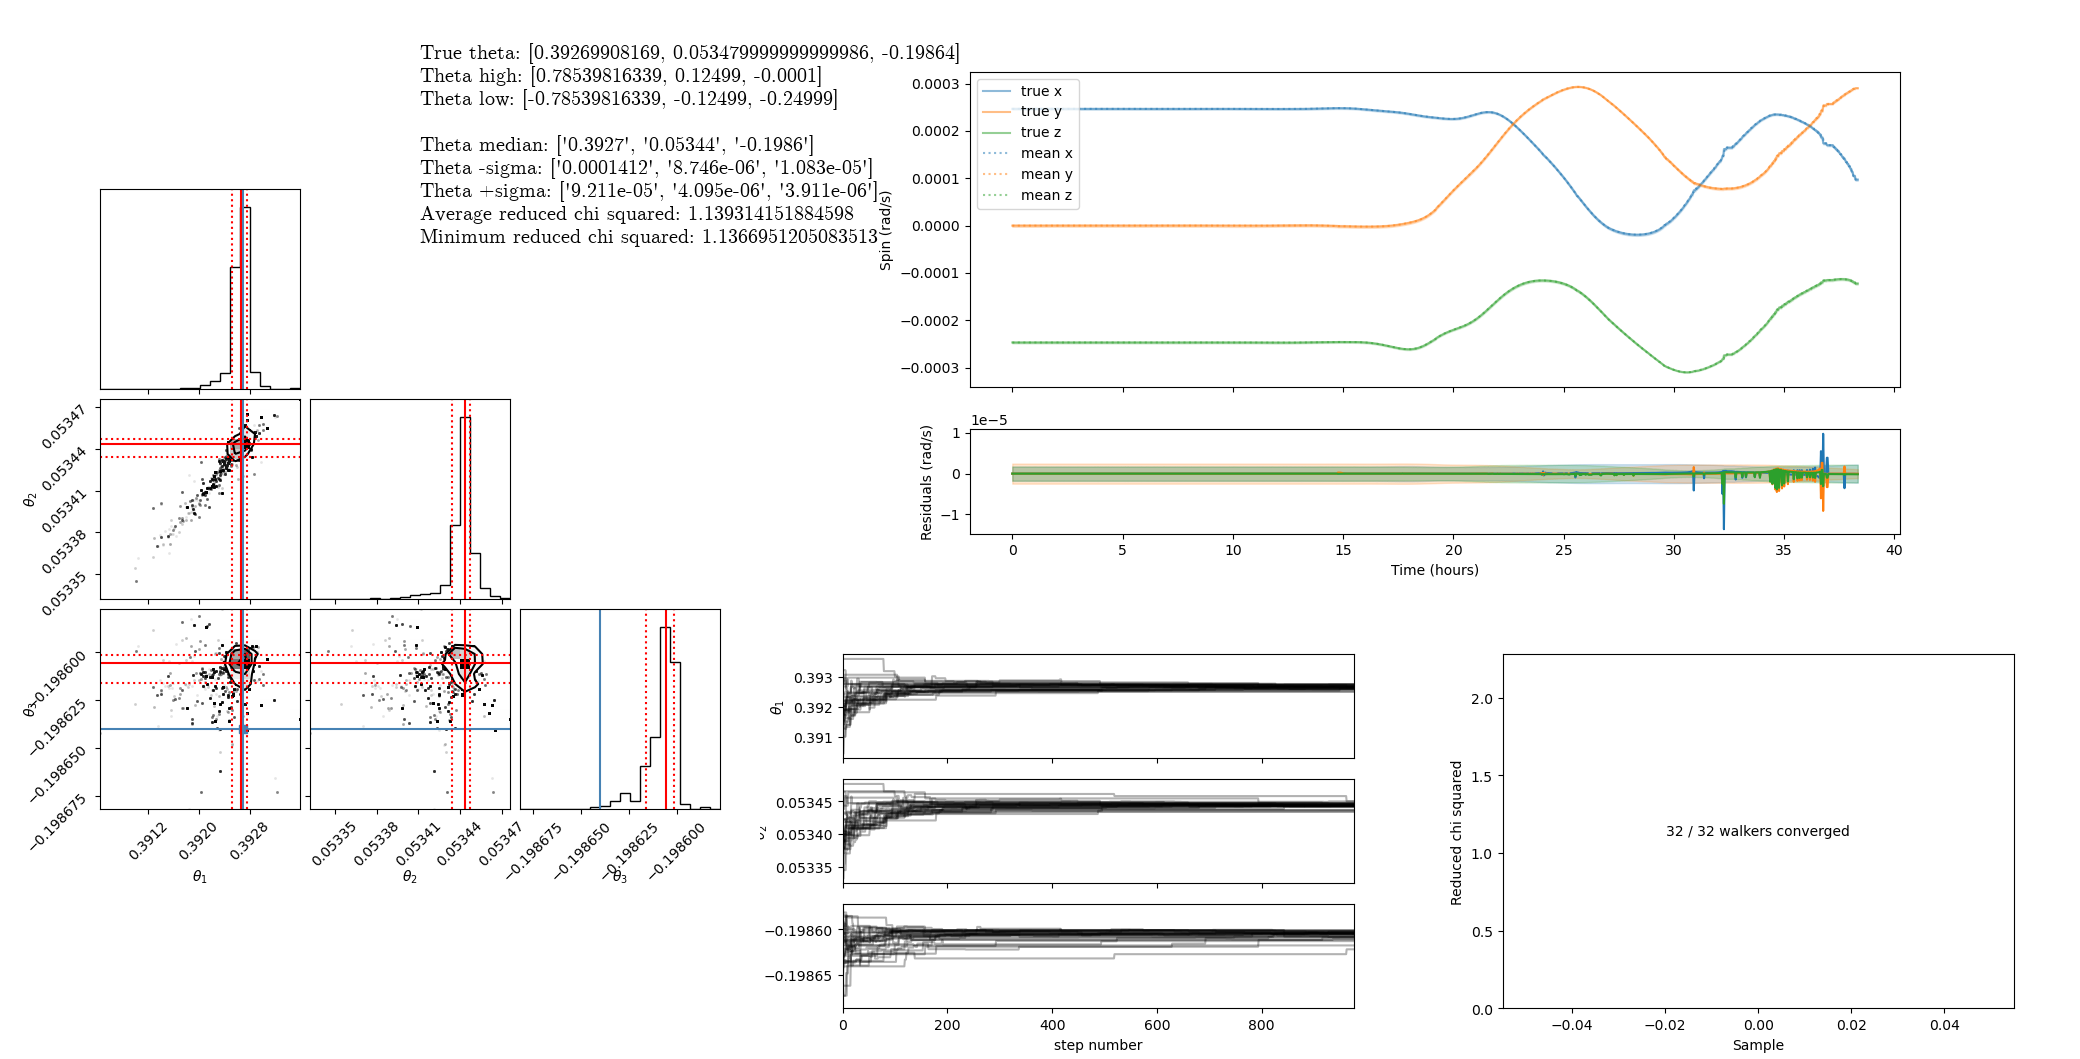 True theta: [0.39269908169, 0.053479999999999986, -0.19864]
Theta high: [0.78539816339, 0.12499, -0.0001]
Theta low: [-0.78539816339, -0.12499, -0.24999]
Theta median: ['0.3927', '0.05344', '-0.1986']
Theta -sigma: ['0.0001412', '8.746e-06', '1.083e-05']
Theta +sigma: ['9.211e-05', '4.095e-06', '3.911e-06']
Average reduced chi squared: 1.139314151884598
Minimum reduced chi squared: 1.1366951205083513
0.0003
0.0002
0.0001
0.0000
−0.0001
−0.0002
−0.0003
Spin (rad/s)
true x
true y
true z
mean x
mean y
mean z
1e−5
1
0
−1
Residuals (rad/s)
0 5 10 15 20 25 30 35 40
Time (hours)
0.05347
0.05344
0.05341
0.05338
0.05335
θ2
−0.198600
−0.198625
−0.198650
−0.198675
θ3
0.3912 0.3920 0.3928
θ1
0.05335 0.05338 0.05341 0.05344 0.05347
θ2
−0.198675 −0.198650 −0.198625 −0.198600
θ3
0.393
0.392
0.391
θ1
0.05345
0.05340
0.05335
−0.19860
−0.19865
0 200 400 600 800
step number
2.0
1.5
1.0
0.5
0.0
Reduced chi squared
32 / 32 walkers converged
−0.04 −0.02 0.00 0.02 0.04
Sample